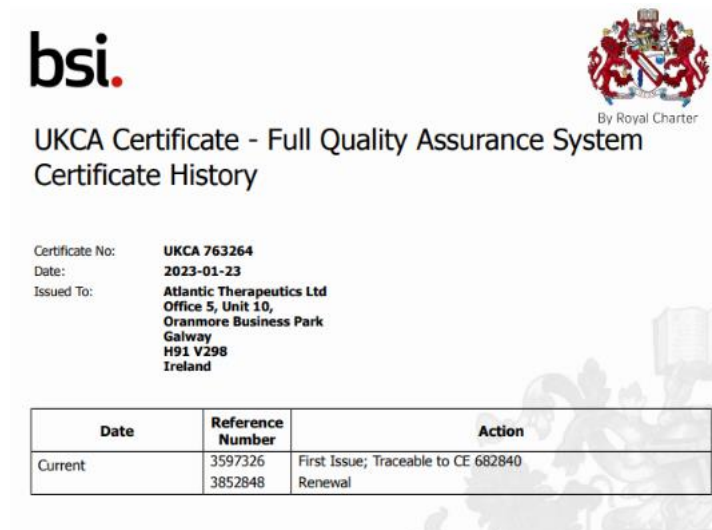 bsi.
By Royal Charter
UKCA Certificate - Full Quality Assurance System
Certificate History
Certificate No: UKCA 763264
Date: 2023-01-23
Issued To: Atlantic Therapeutics Ltd
Office 5, Unit 10,
Oranmore Business Park
Galway
H91 V298
Ireland
Date Reference Number Action
Current 3597326 First Issue; Traceable to CE 682840
3852848 Renewal